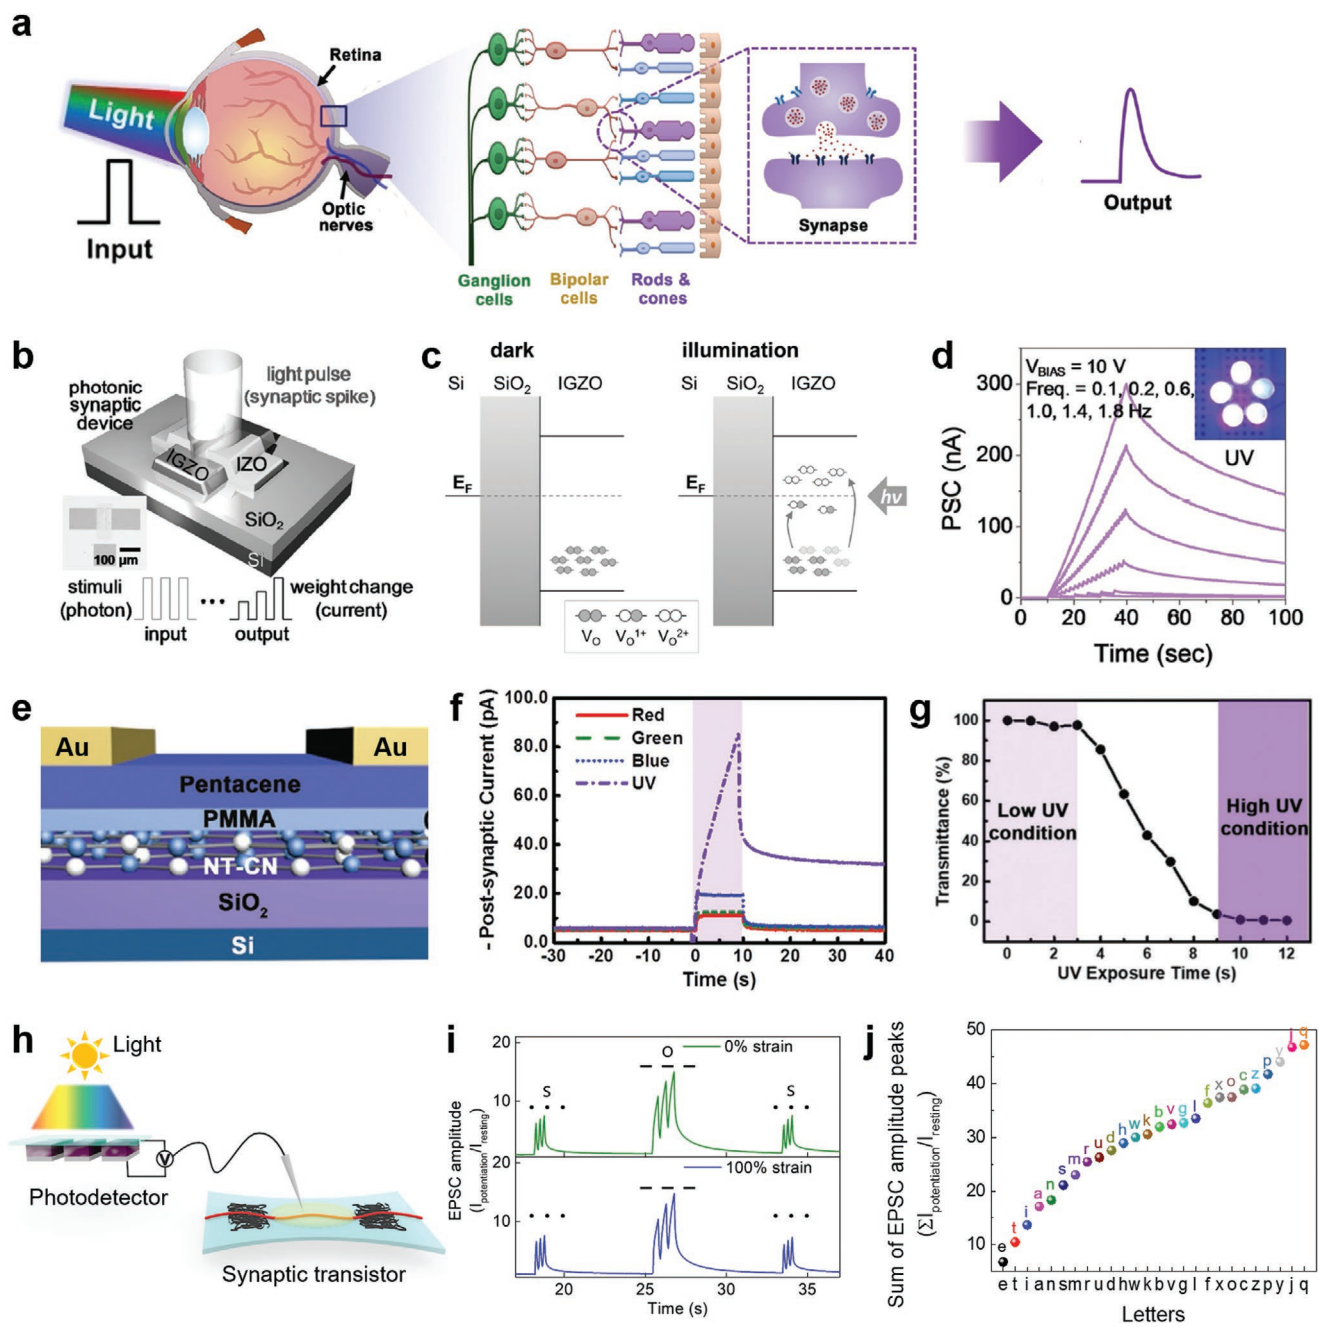 a
Retina
Light
Optic
nerves
Input
Ganglion
cells
Bipolar
cells
Rods &
cones
Synapse
Output
b
photonic
synaptic
device
light pulse
(synaptic spike)
IGZO
IZO
SiO2
Si
100 µm
stimuli
(photon)
input
•••
output
weight change
(current)
c
dark
illumination
Si SiO2 IGZO
Si SiO2 IGZO
EF
EF
hν
VO VO1+ VO2+
d
VBIAS = 10 V
Freq. = 0.1, 0.2, 0.6,
1.0, 1.4, 1.8 Hz
UV
PSC (nA)
300
200
100
0
0 20 40 60 80 100
Time (sec)
e
Au
Au
Pentacene
PMMA
NT-CN
SiO2
Si
f
- Post-synaptic Current (pA)
100.0
80.0
60.0
40.0
20.0
0.0
Red
Green
Blue
UV
-30 -20 -10 0 10 20 30 40
Time (s)
g
Transmittance (%)
100
80
60
40
20
0
Low UV
condition
High UV
condition
0 2 4 6 8 10 12
UV Exposure Time (s)
h
Light
V
Photodetector
Synaptic transistor
i
EPSC amplitude
(Ipotentiation/Iresting)
20
10
0% strain
S
O
S
20
10
100% strain
20 25 30 35
Time (s)
j
Sum of EPSC amplitude peaks
(ΣIpotentiation/Iresting)
50
40
30
20
10
e t i a n s m r u d h w k b v g l f x o c z p y j q
e t i a n s m r u d h w k b v g l f x o c z p y j q
Letters